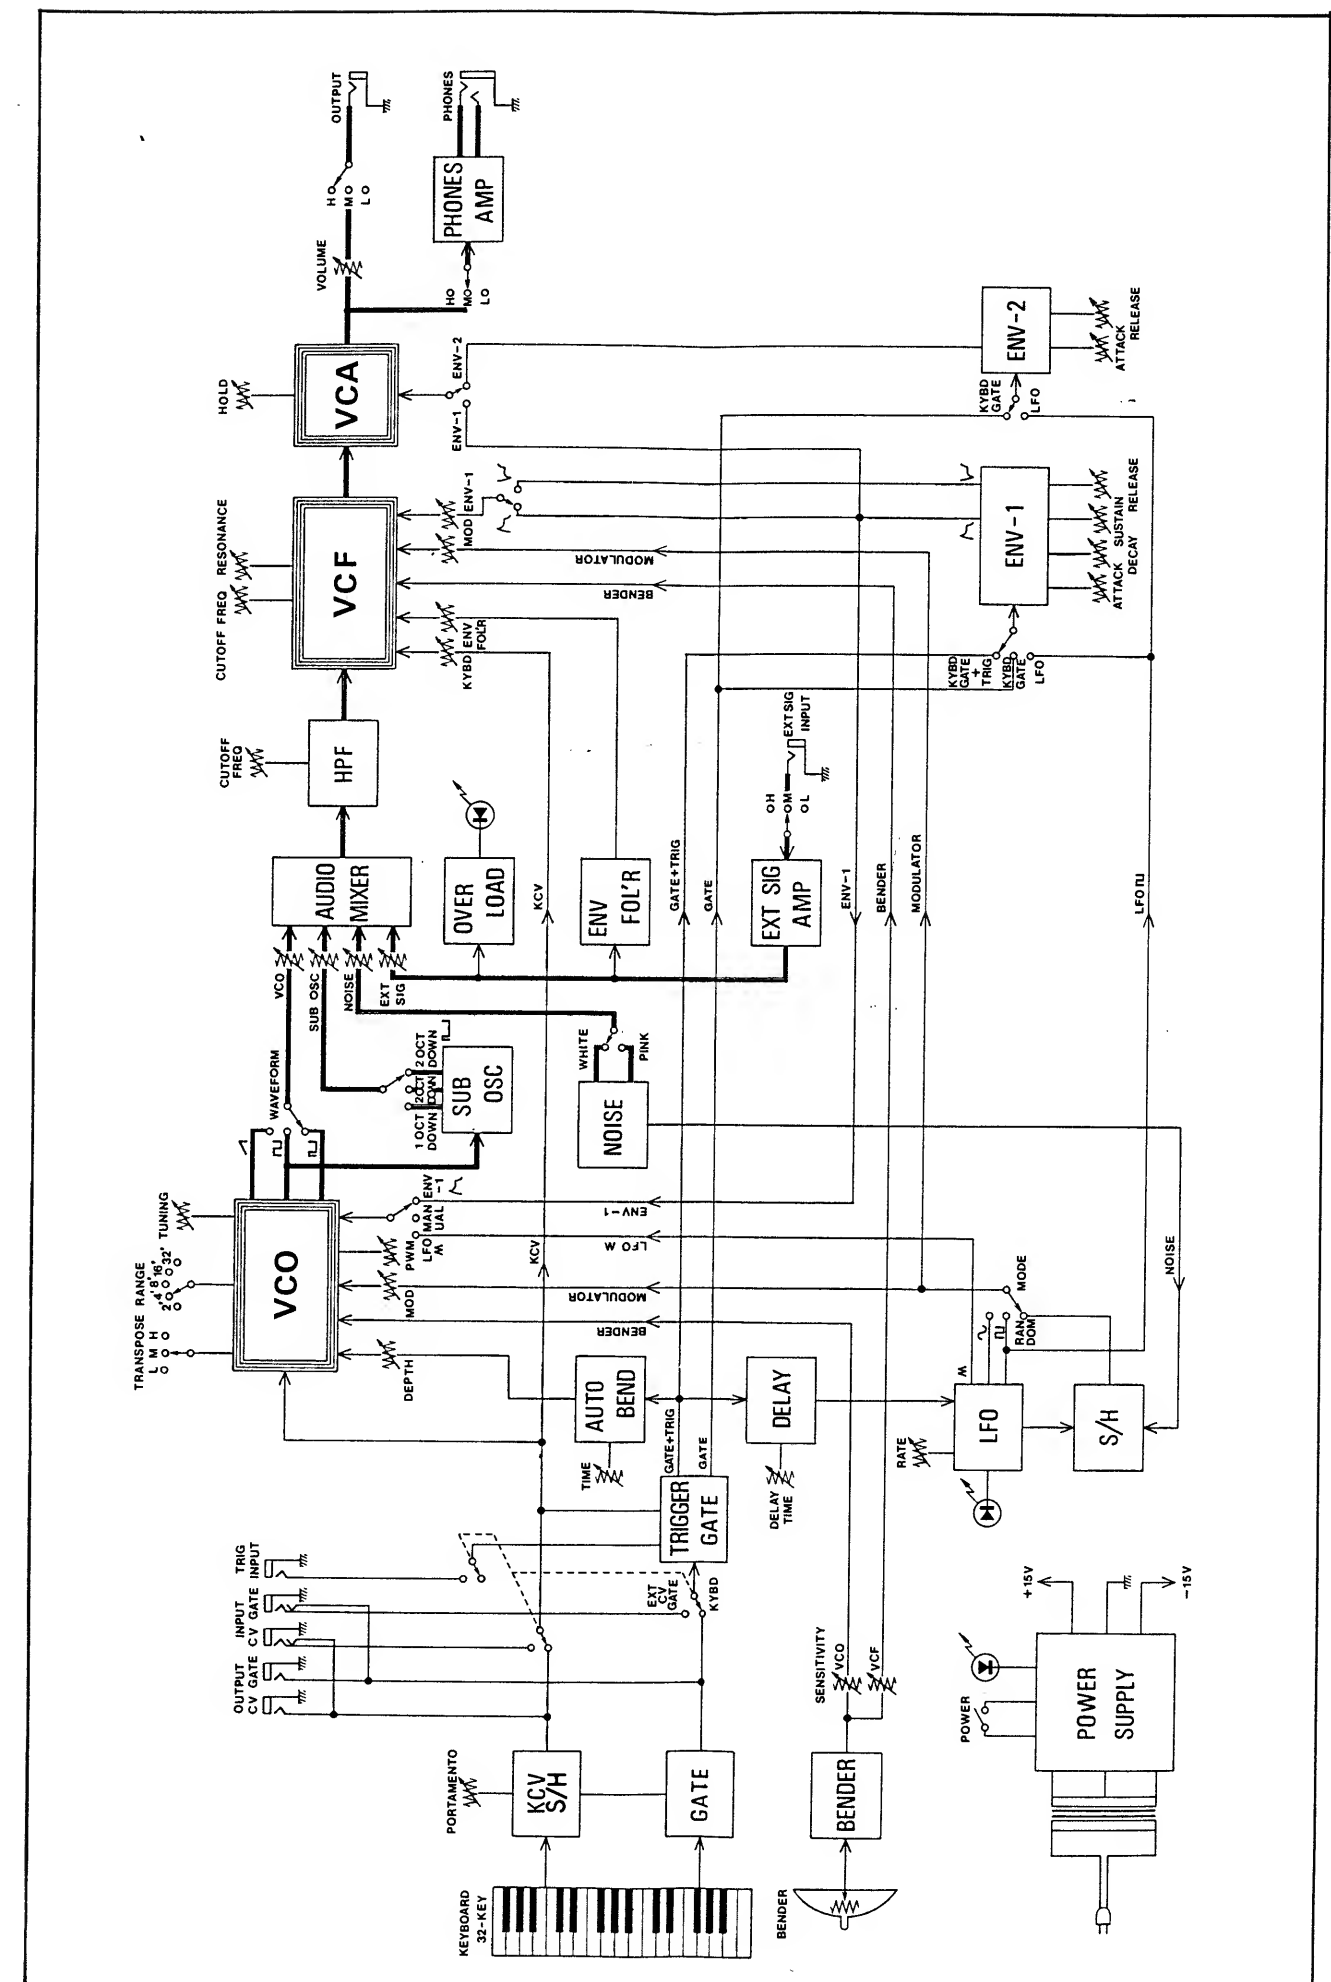 OUTPUT
H
M
L
VOLUME
PHONES
PHONES
AMP
H
M
L
HOLD
VCA
ENV-1
ENV-2
ENV-2
ATTACK
RELEASE
KYBD
GATE
LFO
CUTOFF FREQ
RESONANCE
VCF
KYBD
ENV
FOL'R
BENDER
MODULATOR
MOD
ENV-1
ENV-1
ATTACK
DECAY
SUSTAIN
RELEASE
KYBD
GATE
+
TRIG
KYBD
GATE
LFO
CUTOFF
FREQ
HPF
AUDIO
MIXER
VCO
SUB OSC
NOISE
EXT
SIG
OVER
LOAD
ENV
FOL'R
EXT SIG
AMP
H
M
L
EXT SIG
INPUT
KCV
GATE+TRIG
GATE
ENV-1
BENDER
MODULATOR
LFO
WAVEFORM
1 OCT
DOWN
2 OCT
DOWN
2 OCT
DOWN
SUB
OSC
WHITE
PINK
NOISE
NOISE
TRANSPOSE
L M H
RANGE
2' 4' 8' 16' 32'
TUNING
VCO
DEPTH
BENDER
MOD
MODULATOR
PWM
LFO
MAN
UAL
ENV
-1
LFO
ENV-1
KCV
AUTO
BEND
TIME
DELAY
DELAY
TIME
GATE+TRIG
GATE
TRIGGER
GATE
LFO
RATE
S/H
MODE
RAN
DOM
OUTPUT
CV
GATE
INPUT
CV
GATE
TRIG
INPUT
EXT
CV
GATE
KYBD
PORTAMENTO
KCV
S/H
GATE
KEYBOARD
32-KEY
BENDER
BENDER
SENSITIVITY
VCO
VCF
POWER
POWER
SUPPLY
+15V
-15V